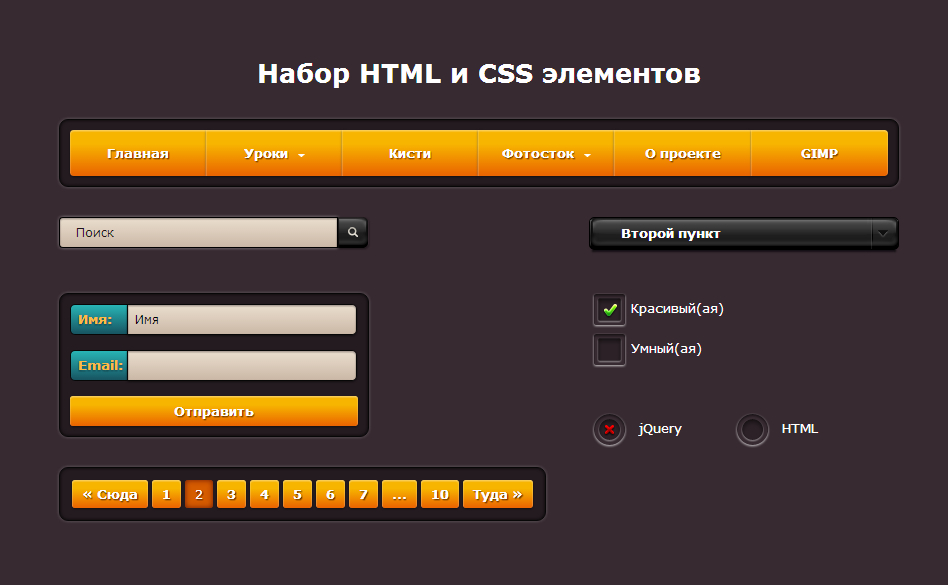 Набор HTML и CSS элементов
Главная Уроки Кисти Фотосток О проекте GIMP
Поиск
Второй пункт
Имя: Имя
Email:
Отправить
Красивый(ая)
Умный(ая)
jQuery HTML
« Сюда 1 2 3 4 5 6 7 ... 10 Туда »